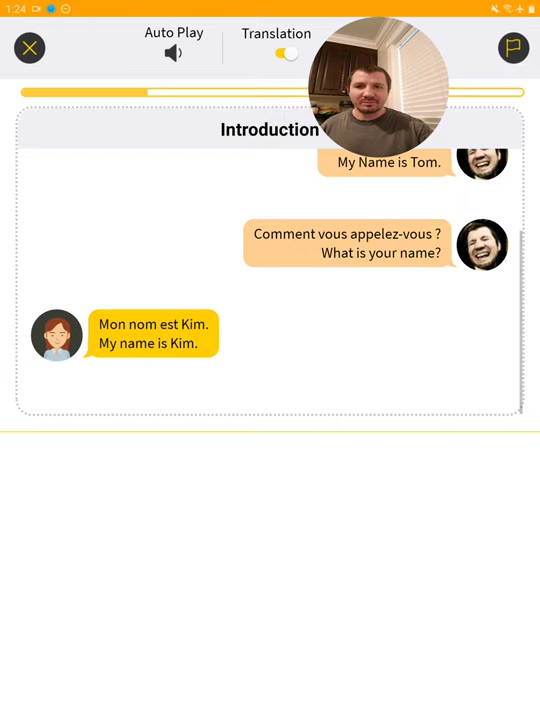 1:24
Auto Play
Translation
Introduction
My Name is Tom.
Comment vous appelez-vous ?
What is your name?
Mon nom est Kim.
My name is Kim.